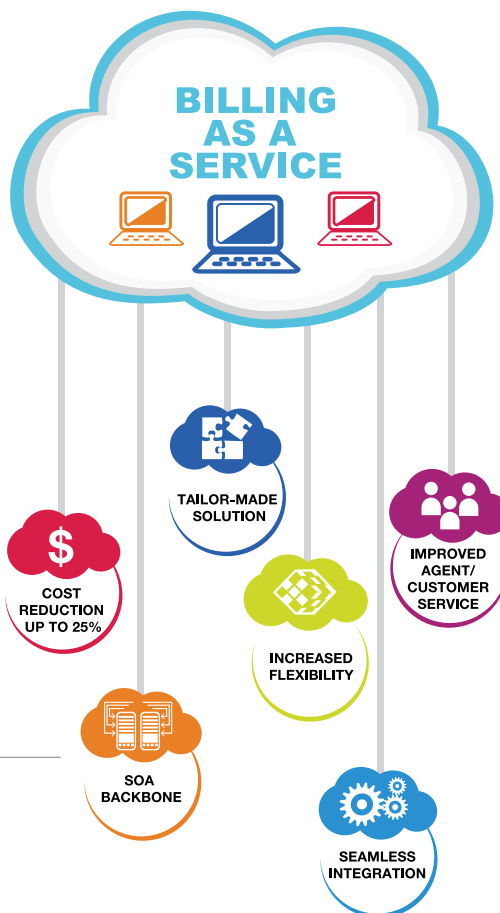 BILLING
AS A
SERVICE
TAILOR-MADE
SOLUTION
$
COST
REDUCTION
UP TO 25%
IMPROVED
AGENT/
CUSTOMER
SERVICE
INCREASED
FLEXIBILITY
SOA
BACKBONE
SEAMLESS
INTEGRATION